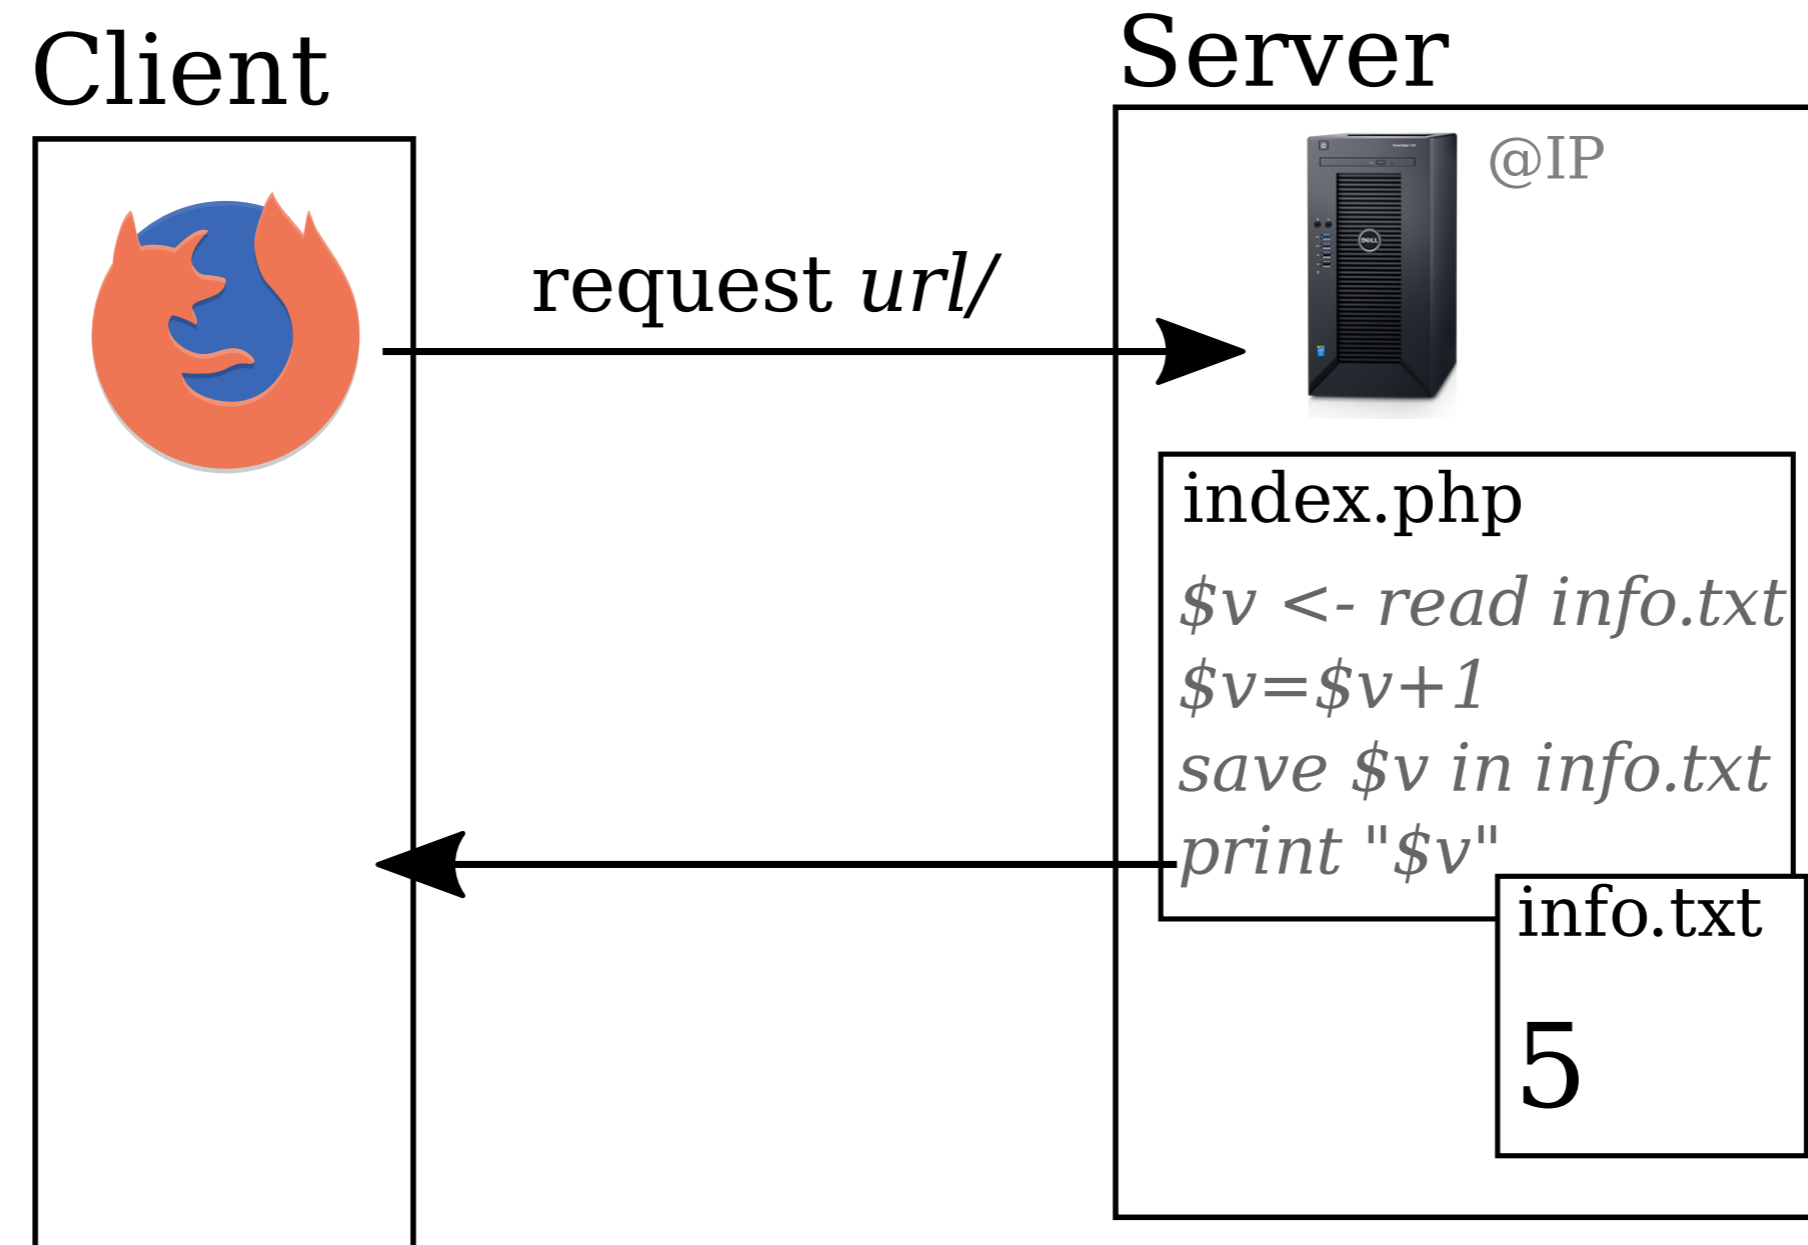 Client
Server
@IP
DELL
request url/
index.php
$v <- read info.txt
$v=$v+1
save $v in info.txt
print "$v"
info.txt
5